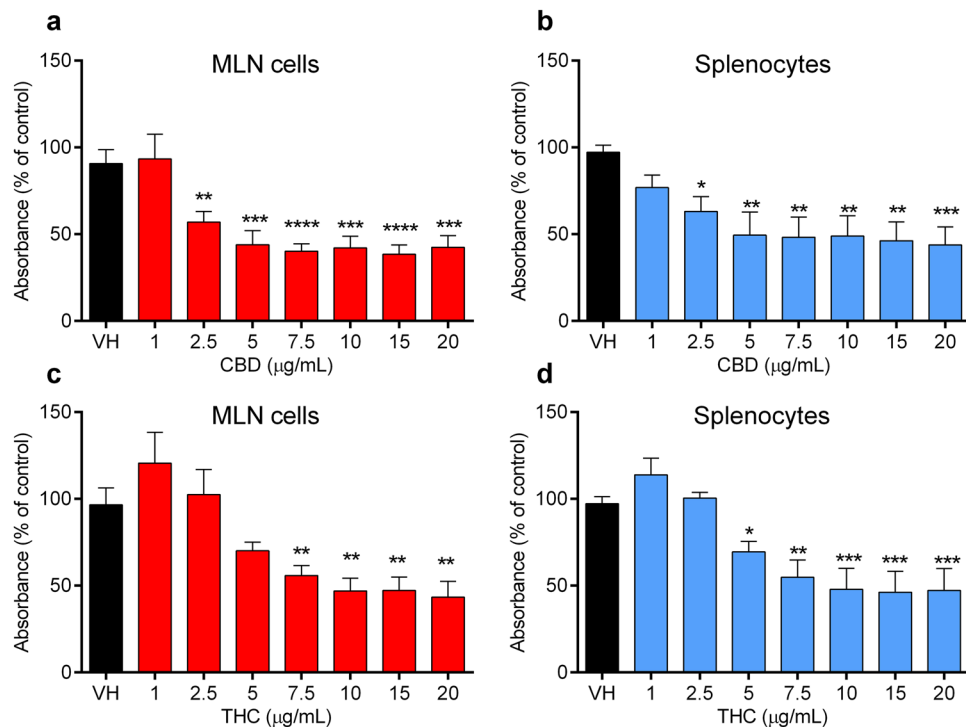 a
MLN cells
Absorbance (% of control)
150
100
50
0
** *** **** *** **** ***
VH 1 2.5 5 7.5 10 15 20
CBD (μg/mL)
b
Splenocytes
Absorbance (% of control)
150
100
50
0
* ** ** ** ** ***
VH 1 2.5 5 7.5 10 15 20
CBD (μg/mL)
c
MLN cells
Absorbance (% of control)
150
100
50
0
** ** ** **
VH 1 2.5 5 7.5 10 15 20
THC (μg/mL)
d
Splenocytes
Absorbance (% of control)
150
100
50
0
* ** *** *** ***
VH 1 2.5 5 7.5 10 15 20
THC (μg/mL)